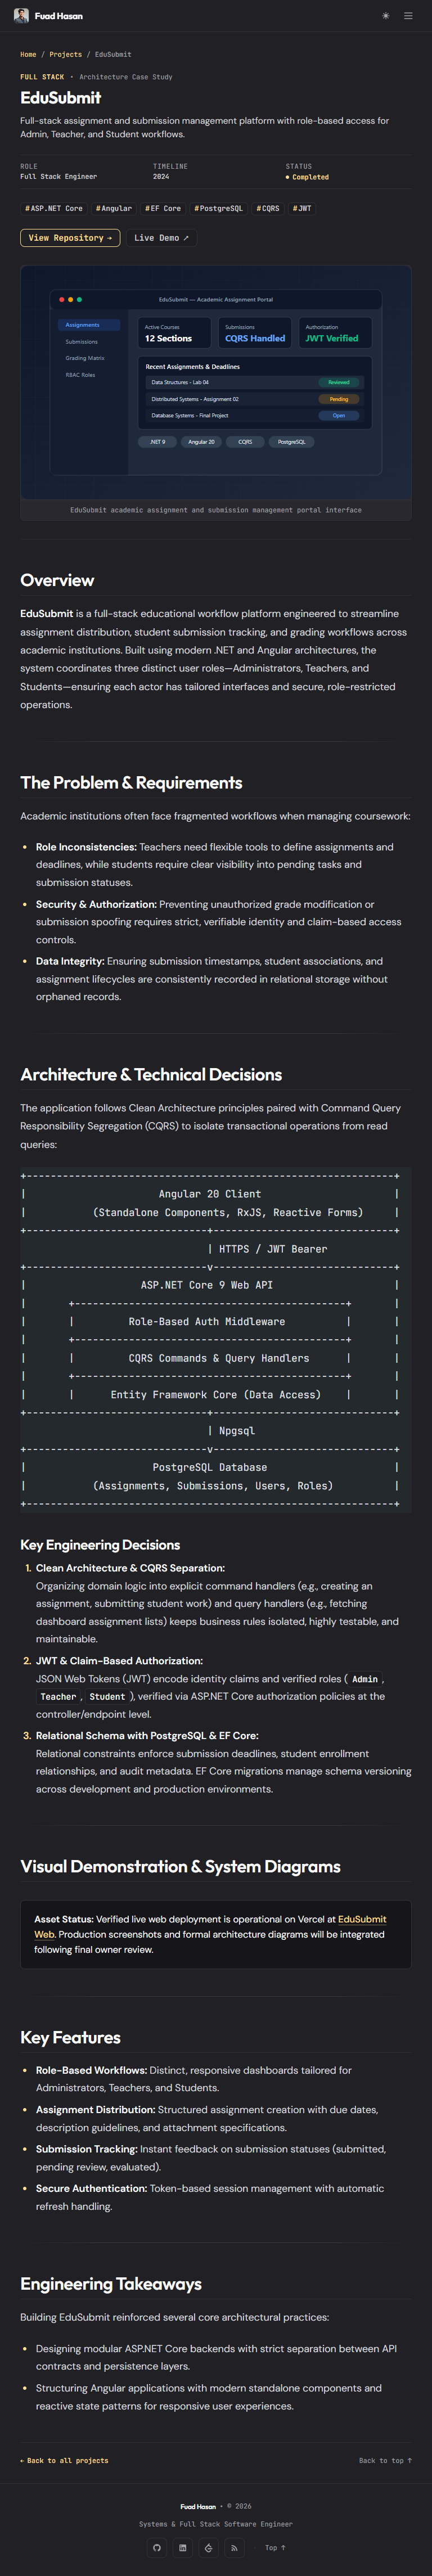 Fuad Hasan
Home / Projects / EduSubmit
FULL STACK • Architecture Case Study
EduSubmit
Full-stack assignment and submission management platform with role-based access for
Admin, Teacher, and Student workflows.
ROLE TIMELINE STATUS
Full Stack Engineer 2024 Completed
#ASP.NET Core #Angular #EF Core #PostgreSQL #CQRS #JWT
View Repository → Live Demo ↗
EduSubmit — Academic Assignment Portal
Assignments
Submissions
Grading Matrix
RBAC Roles
Active Courses Submissions Authorization
12 Sections CQRS Handled JWT Verified
Recent Assignments & Deadlines
Data Structures - Lab 04 Reviewed
Distributed Systems - Assignment 02 Pending
Database Systems - Final Project Open
.NET 9 Angular 20 CQRS PostgreSQL
EduSubmit academic assignment and submission management portal interface
Overview
EduSubmit is a full-stack educational workflow platform engineered to streamline
assignment distribution, student submission tracking, and grading workflows across
academic institutions. Built using modern .NET and Angular architectures, the
system coordinates three distinct user roles—Administrators, Teachers, and
Students—ensuring each actor has tailored interfaces and secure, role-restricted
operations.
The Problem & Requirements
Academic institutions often face fragmented workflows when managing coursework:
• Role Inconsistencies: Teachers need flexible tools to define assignments and
deadlines, while students require clear visibility into pending tasks and
submission statuses.
• Security & Authorization: Preventing unauthorized grade modification or
submission spoofing requires strict, verifiable identity and claim-based access
controls.
• Data Integrity: Ensuring submission timestamps, student associations, and
assignment lifecycles are consistently recorded in relational storage without
orphaned records.
Architecture & Technical Decisions
The application follows Clean Architecture principles paired with Command Query
Responsibility Segregation (CQRS) to isolate transactional operations from read
queries:
+-------------------------------------------------------------+
| Angular 20 Client |
| (Standalone Components, RxJS, Reactive Forms) |
+------------------------------+------------------------------+
| HTTPS / JWT Bearer
+------------------------------v------------------------------+
| ASP.NET Core 9 Web API |
| +--------------------------------------------+ |
| | Role-Based Auth Middleware | |
| +--------------------------------------------+ |
| | CQRS Commands & Query Handlers | |
| +--------------------------------------------+ |
| | Entity Framework Core (Data Access) | |
+------------------------------+------------------------------+
| Npgsql
+------------------------------v------------------------------+
| PostgreSQL Database |
| (Assignments, Submissions, Users, Roles) |
+-------------------------------------------------------------+
Key Engineering Decisions
1. Clean Architecture & CQRS Separation:
Organizing domain logic into explicit command handlers (e.g., creating an
assignment, submitting student work) and query handlers (e.g., fetching
dashboard assignment lists) keeps business rules isolated, highly testable, and
maintainable.
2. JWT & Claim-Based Authorization:
JSON Web Tokens (JWT) encode identity claims and verified roles ( Admin ,
Teacher , Student ), verified via ASP.NET Core authorization policies at the
controller/endpoint level.
3. Relational Schema with PostgreSQL & EF Core:
Relational constraints enforce submission deadlines, student enrollment
relationships, and audit metadata. EF Core migrations manage schema versioning
across development and production environments.
Visual Demonstration & System Diagrams
Asset Status: Verified live web deployment is operational on Vercel at EduSubmit
Web. Production screenshots and formal architecture diagrams will be integrated
following final owner review.
Key Features
• Role-Based Workflows: Distinct, responsive dashboards tailored for
Administrators, Teachers, and Students.
• Assignment Distribution: Structured assignment creation with due dates,
description guidelines, and attachment specifications.
• Submission Tracking: Instant feedback on submission statuses (submitted,
pending review, evaluated).
• Secure Authentication: Token-based session management with automatic
refresh handling.
Engineering Takeaways
Building EduSubmit reinforced several core architectural practices:
• Designing modular ASP.NET Core backends with strict separation between API
contracts and persistence layers.
• Structuring Angular applications with modern standalone components and
reactive state patterns for responsive user experiences.
← Back to all projects Back to top ↑
Fuad Hasan • © 2026
Systems & Full Stack Software Engineer
Top ↑